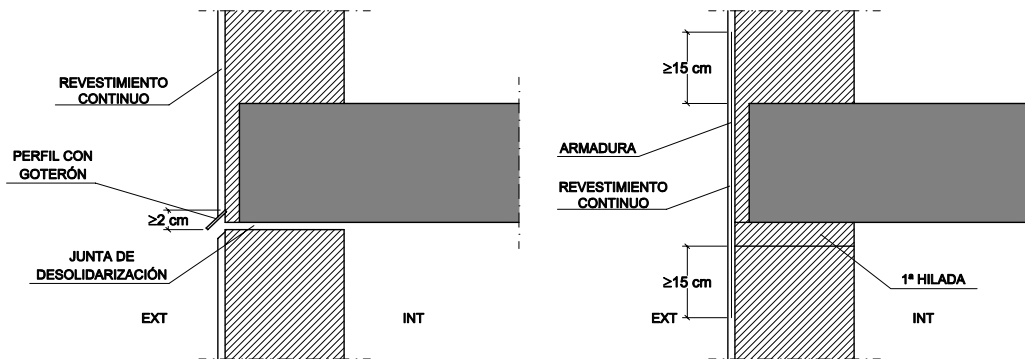 REVESTIMIENTO
CONTINUO
PERFIL CON
GOTERÓN
≥2 cm
JUNTA DE
DESOLIDARIZACIÓN
EXT
INT
≥15 cm
ARMADURA
REVESTIMIENTO
CONTINUO
≥15 cm
1ª HILADA
EXT
INT